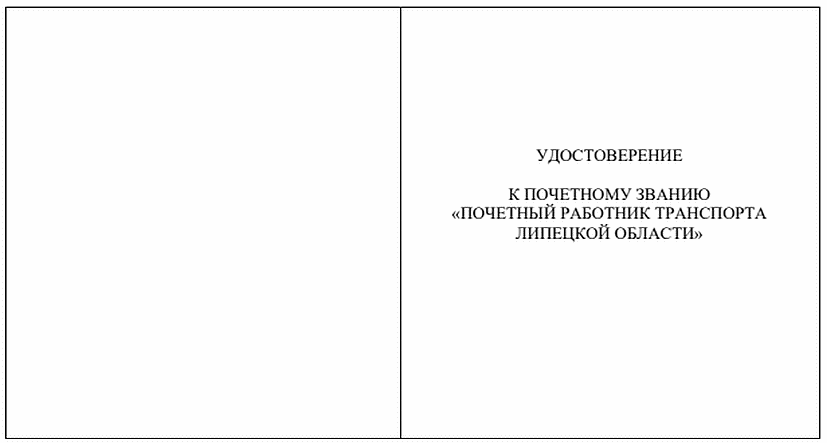 УДОСТОВЕРЕНИЕ
К ПОЧЕТНОМУ ЗВАНИЮ
«ПОЧЕТНЫЙ РАБОТНИК ТРАНСПОРТА
ЛИПЕЦКОЙ ОБЛАСТИ»